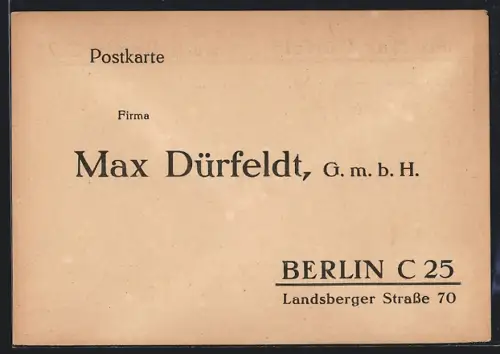 Postkarte
Firma
Max Dürfeldt, G. m. b. H.
BERLIN C 25
Landsberger Straße 70